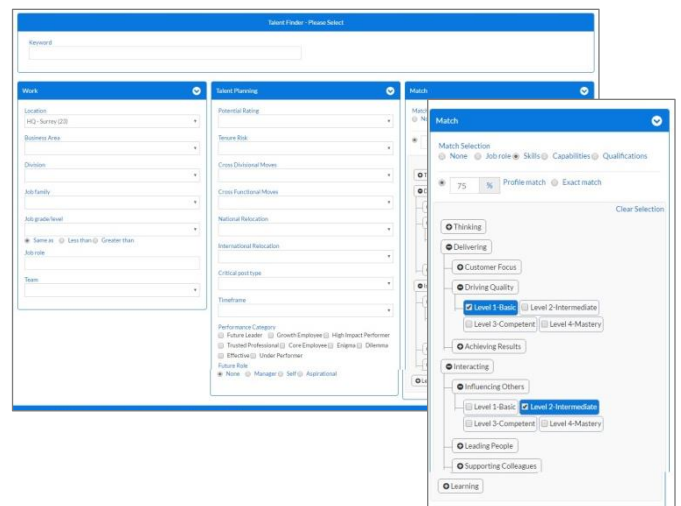 Talent Finder - Please Select
Keyword
Work
Location
HQ - Surrey (23)
Business Area
Division
Job family
Job grade level
Same as Less than Greater than
Job role
Team
Talent Planning
Potential Rating
Tenure Risk
Cross Divisional Moves
Cross Functional Moves
National Relocation
International Relocation
Critical post type
Timeframe
Performance Category
Future Leader Growth Employee High Impact Performer
Trusted Professional Core Employee Enigma Dilemma
Effective Under Performer
Future Role
None Manager Self Aspirational
Match
Match
Match Selection
None Job role Skills Capabilities Qualifications
75 % Profile match Exact match
Clear Selection
Thinking
Delivering
Customer Focus
Driving Quality
Level 1-Basic Level 2-Intermediate
Level 3-Competent Level 4-Mastery
Achieving Results
Interacting
Influencing Others
Level 1-Basic Level 2-Intermediate
Level 3-Competent Level 4-Mastery
Leading People
Supporting Colleagues
Learning